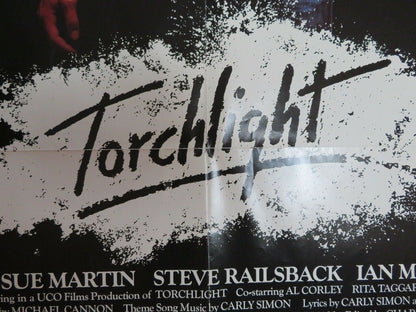 Torchlight
SUE MARTIN STEVE RAILSBACK IAN M
ring in a UCO Films Production of TORCHLIGHT Co-starring AL CORLEY RITA TAGGAR
MICHAEL CANNON Theme Song Music by CARLY SIMON Lyrics by CARLY SIMON a